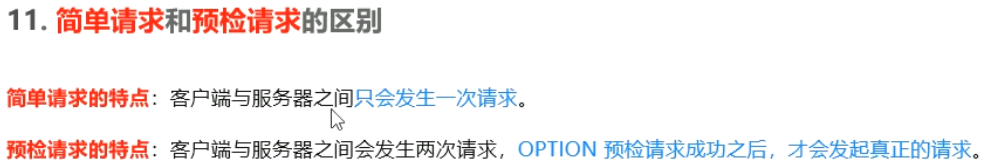 11. 简单请求和预检请求的区别
简单请求的特点：客户端与服务器之间只会发生一次请求。
预检请求的特点：客户端与服务器之间会发生两次请求，OPTION 预检请求成功之后，才会发起真正的请求。